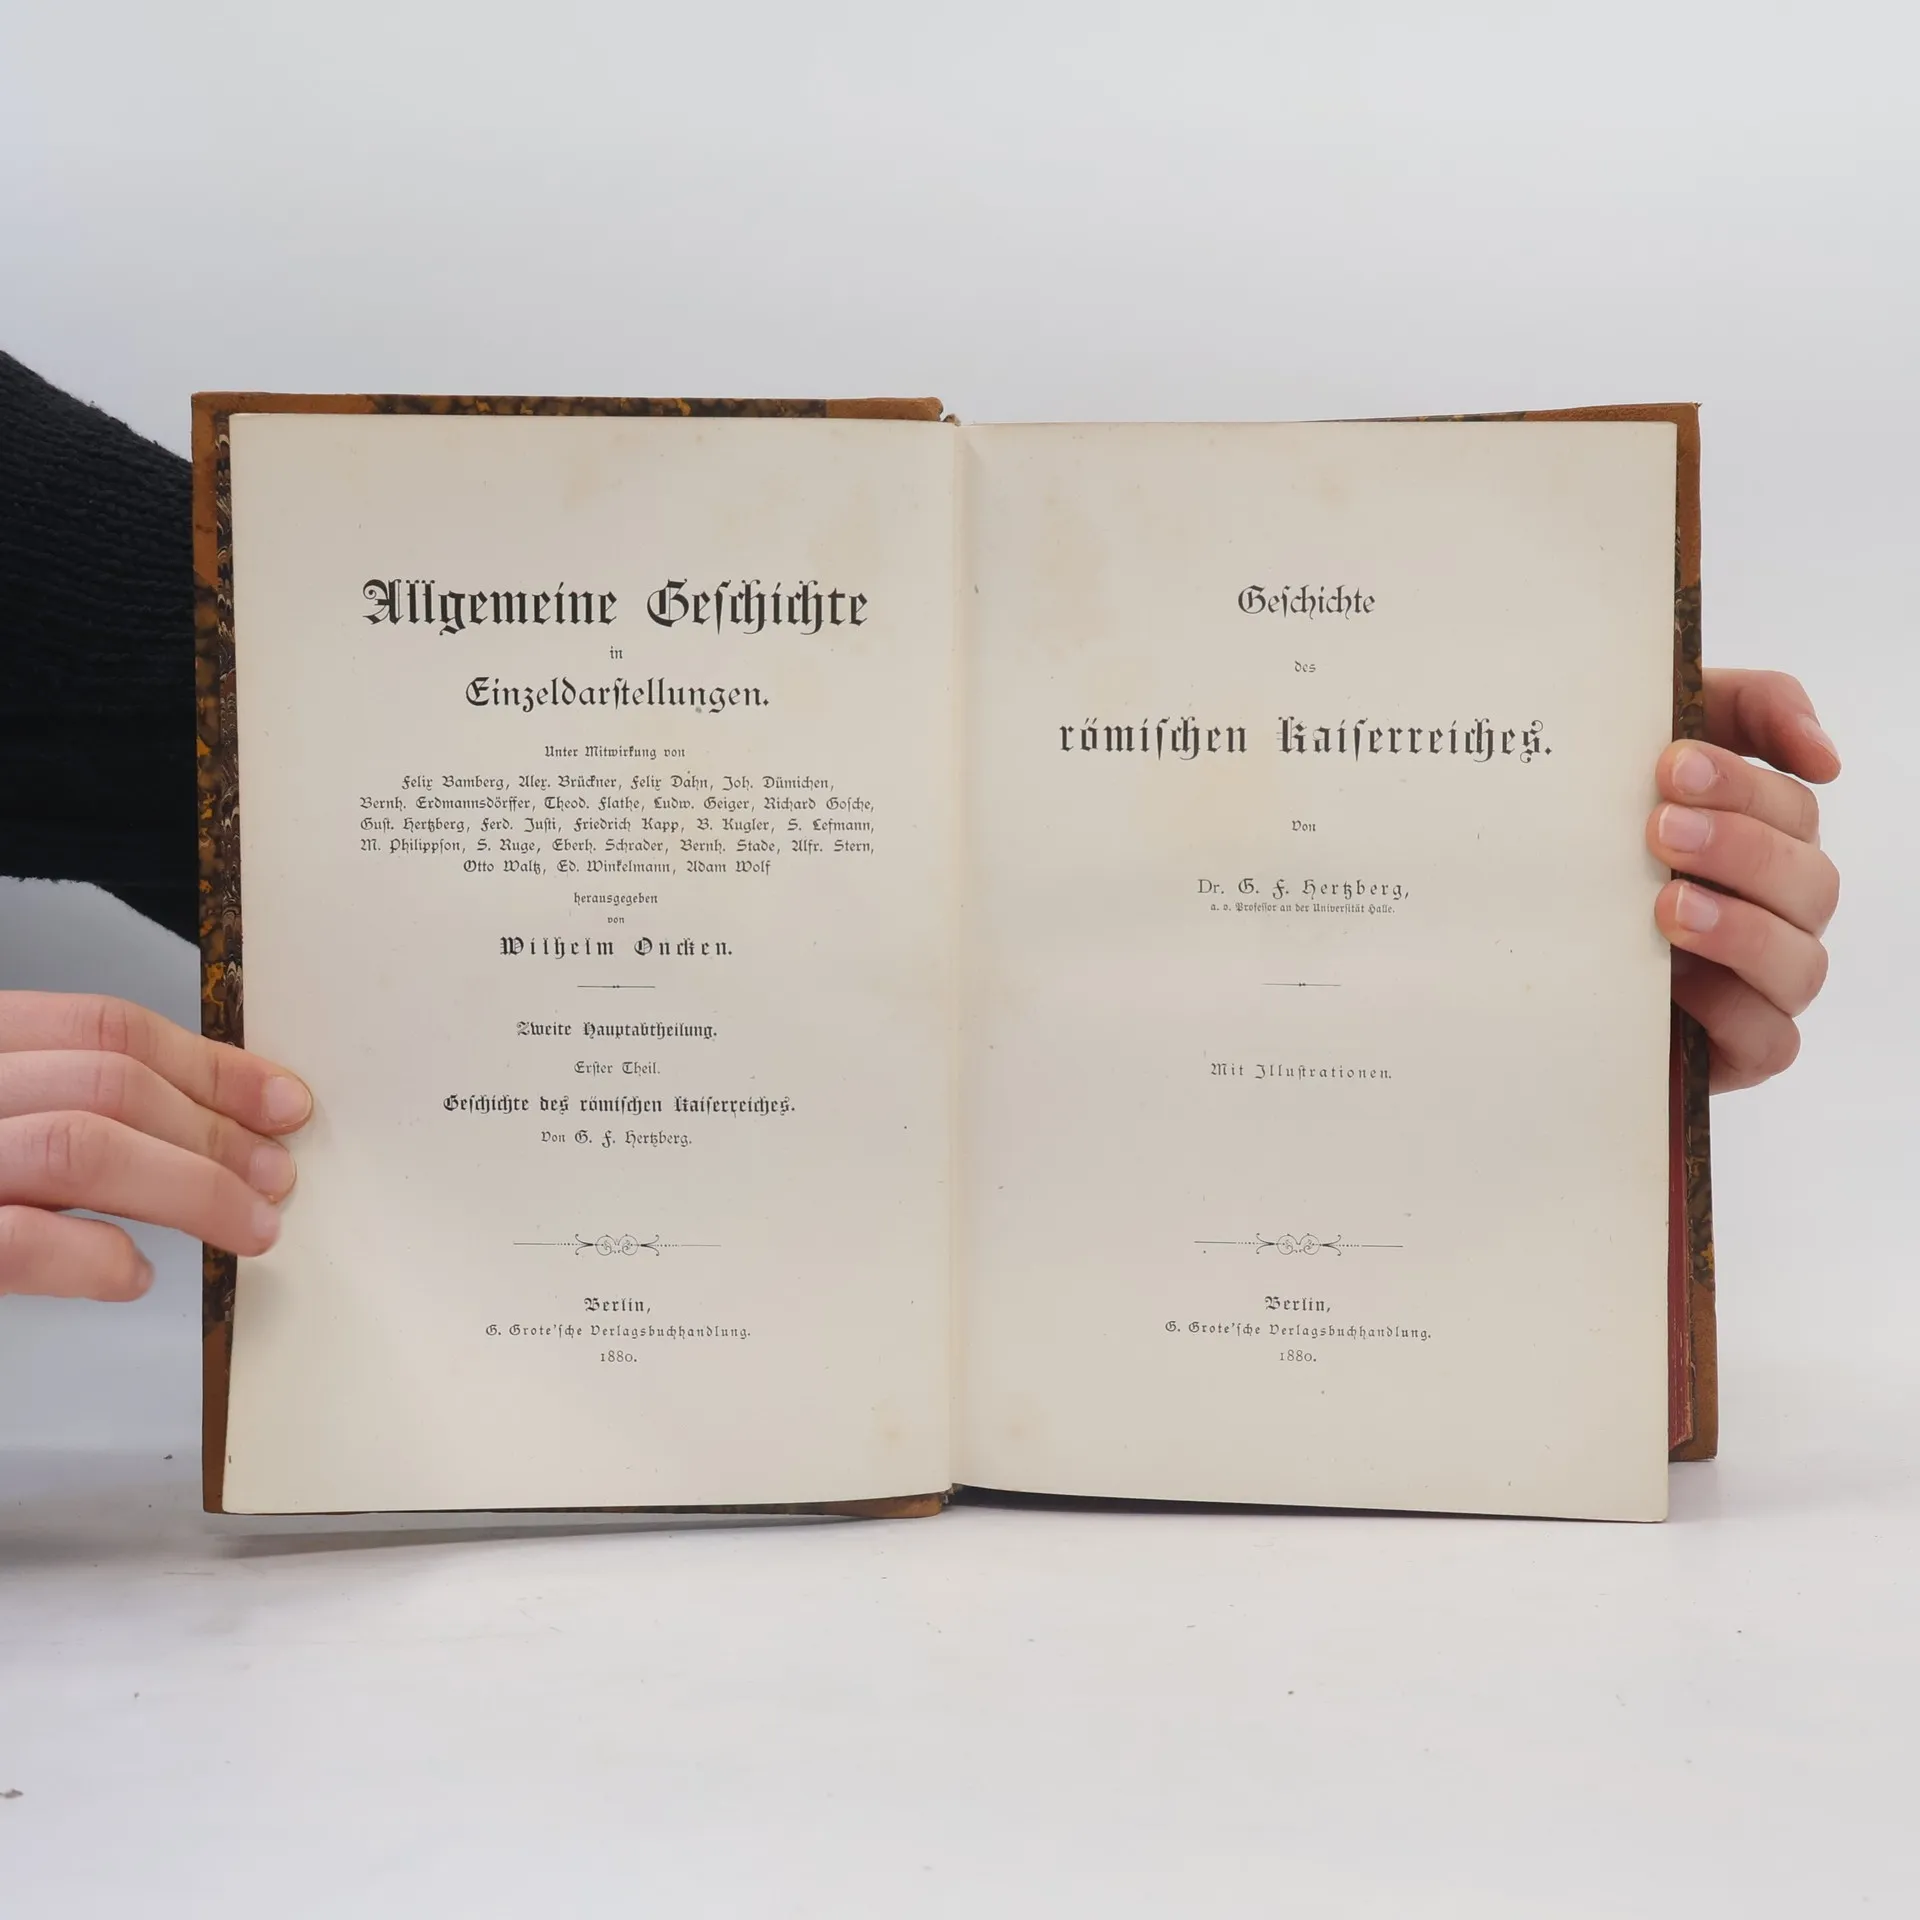 Allgemeine Geschichte
in
Einzeldarstellungen.
Unter Mitwirkung von
Felix Bamberg, Alex. Brückner, Felix Dahn, Joh. Dümichen,
Bernh. Erdmannsdörffer, Theod. Flathe, Ludw. Geiger, Richard Gosche,
Gust. Hertzberg, Ferd. Justi, Friedrich Kapp, B. Kugler, S. Lefmann,
M. Philippson, S. Ruge, Eberh. Schrader, Bernh. Stade, Alfr. Stern,
Otto Waltz, Ed. Winkelmann, Adam Wolf
herausgegeben
von
Wilhelm Oncken.
Zweite Hauptabtheilung.
Erster Theil.
Geschichte des römischen Kaiserreiches.
Von G. F. Hertzberg.
Berlin,
G. Grote'sche Verlagsbuchhandlung.
1880.
Geschichte
des
römischen Kaiserreiches.
Von
Dr. G. F. Hertzberg,
a. o. Professor an der Universität Halle.
Mit Illustrationen.
Berlin,
G. Grote'sche Verlagsbuchhandlung.
1880.